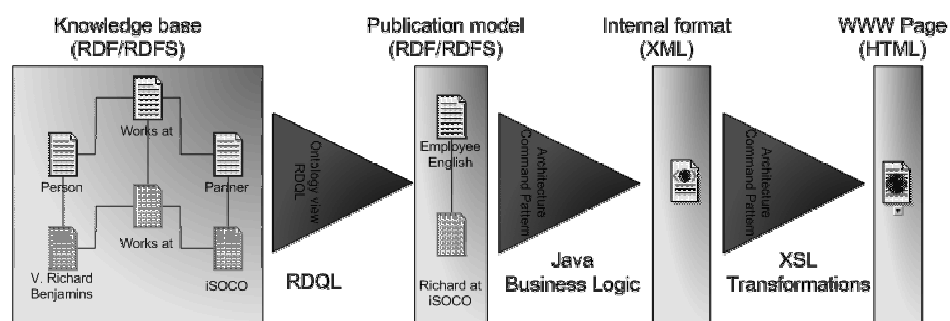 Knowledge base
(RDF/RDFS)
Publication model
(RDF/RDFS)
Internal format
(XML)
WWW Page
(HTML)
Works at
Person
Partner
Works at
V. Richard
Benjamins
iSOCO
Ontology view
RDQL
RDQL
Employee
English
Richard at
iSOCO
Architecture
Command Pattern
Java
Business Logic
Architecture
Command Pattern
XSL
Transformations